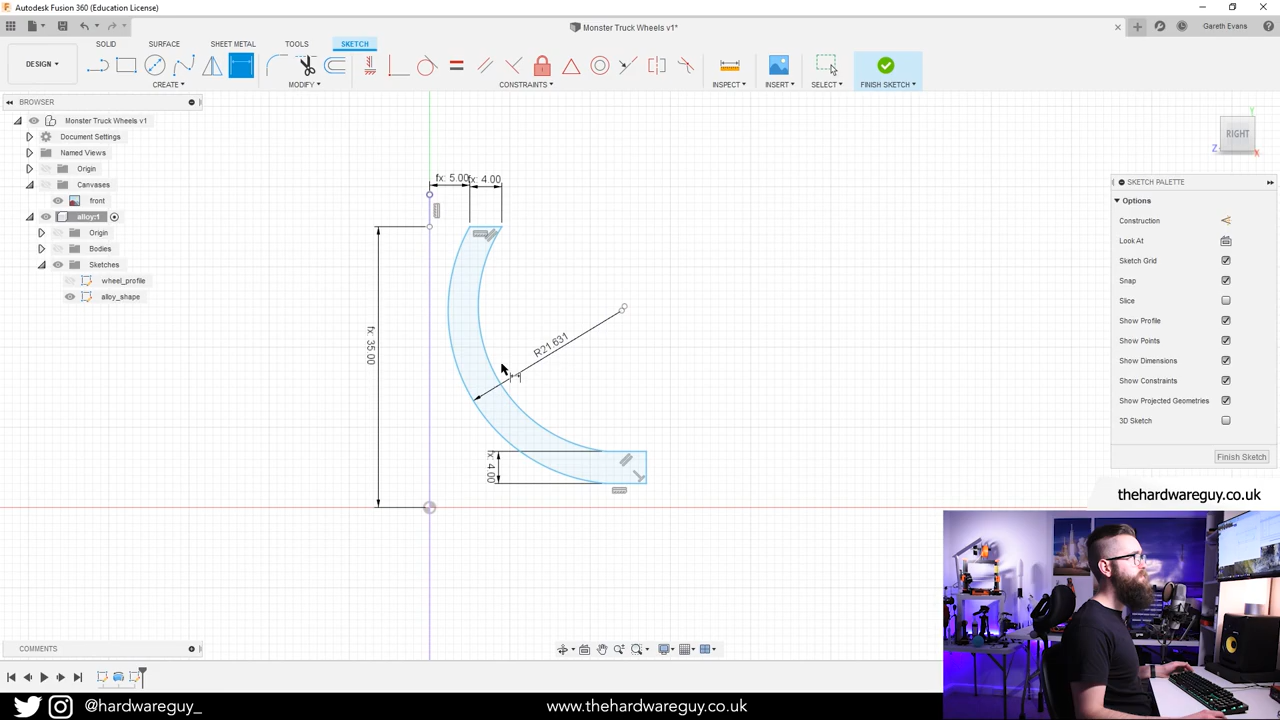 Autodesk Fusion 360 (Education License)
Monster Truck Wheels v1*
Gareth Evans
DESIGN
SOLID
SURFACE
SHEET METAL
TOOLS
SKETCH
CREATE
MODIFY
CONSTRAINTS
INSPECT
INSERT
SELECT
FINISH SKETCH
BROWSER
Monster Truck Wheels v1
Document Settings
Named Views
Origin
Canvases
front
alloy:1
Origin
Bodies
Sketches
wheel_profile
alloy_shape
fx: 5.00
fx: 4.00
fx: 35.00
R21.631
fx: 4.00
Y
RIGHT
Z
X
SKETCH PALETTE
Options
Construction
Look At
Sketch Grid
Snap
Slice
Show Profile
Show Points
Show Dimensions
Show Constraints
Show Projected Geometries
3D Sketch
Finish Sketch
thehardwareguy.co.uk
COMMENTS
@hardwareguy_
www.thehardwareguy.co.uk